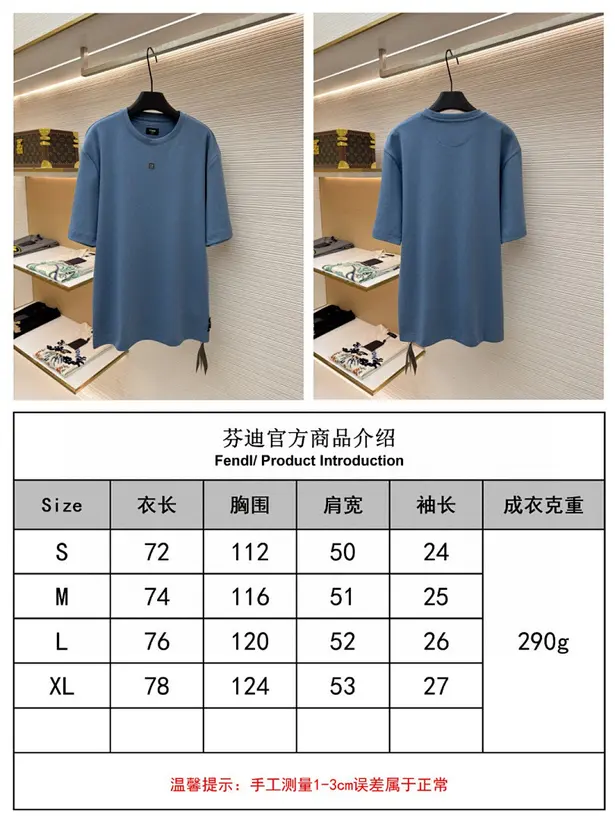 芬迪官方商品介绍
Fendl/ Product Introduction
Size 衣长 胸围 肩宽 袖长 成衣克重
S 72 112 50 24
M 74 116 51 25
L 76 120 52 26
XL 78 124 53 27
290g
温馨提示：手工测量1-3cm误差属于正常